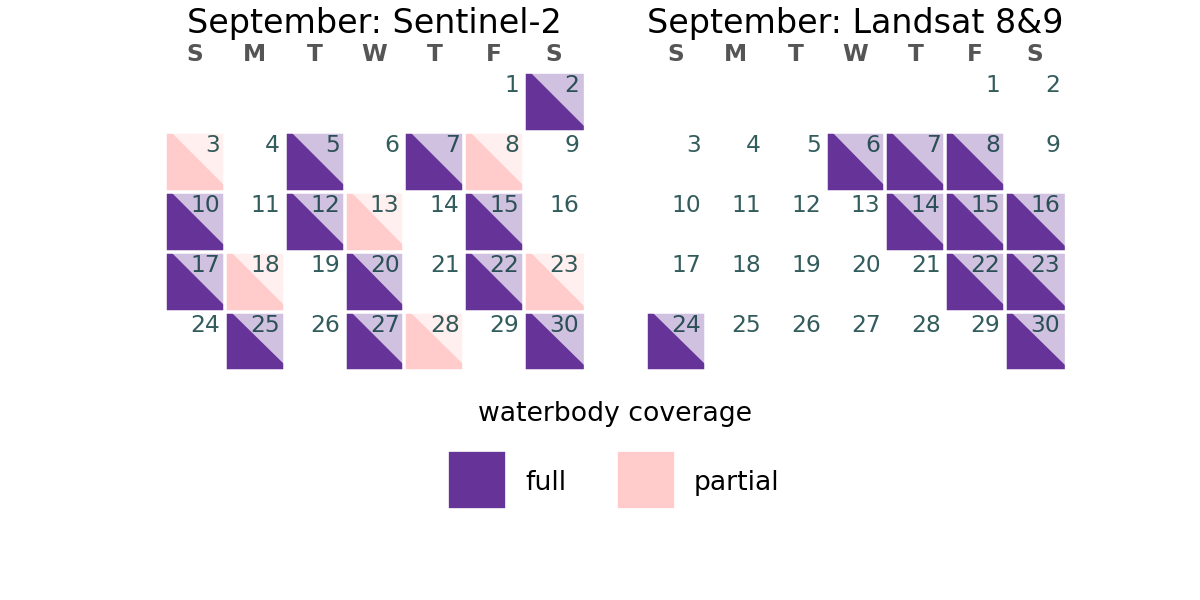 September: Sentinel-2
S M T W T F S
1 2
3 4 5 6 7 8 9
10 11 12 13 14 15 16
17 18 19 20 21 22 23
24 25 26 27 28 29 30
September: Landsat 8&9
S M T W T F S
1 2
3 4 5 6 7 8 9
10 11 12 13 14 15 16
17 18 19 20 21 22 23
24 25 26 27 28 29 30
waterbody coverage
full
partial